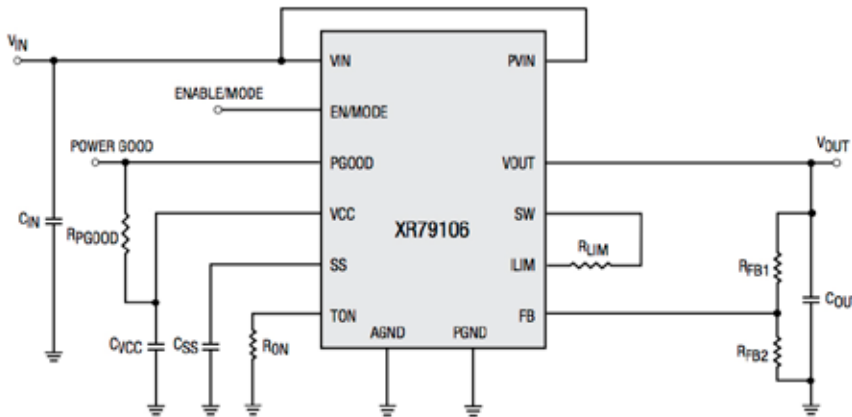 VIN
VIN
PVIN
ENABLE/MODE
EN/MODE
POWER GOOD
PGOOD
VOUT
VOUT
CIN
RPGOOD
VCC
SW
XR79106
RLIM
SS
ILIM
RFB1
COUT
TON
FB
CVCC
CSS
RON
AGND
PGND
RFB2